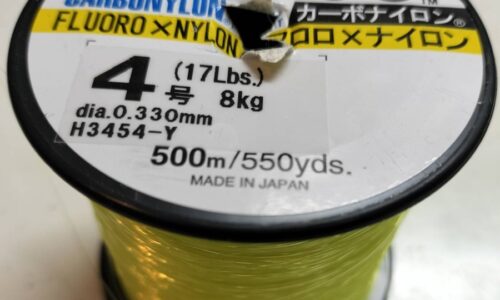 CARBONYLON カーボナイロン®
FLUORO×NYLON フロロ×ナイロン
4号 (17Lbs.) 8kg
dia.0.330mm
H3454-Y
500m/550yds.
MADE IN JAPAN